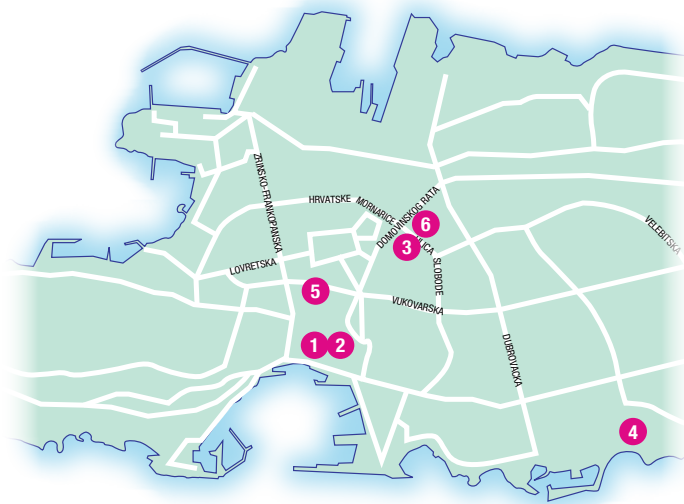 ZRINSKO-FRANKOPANSKA
HRVATSKE MORNARICE
DOMOVINSKOG RATA
6
3
SLOBODE
VELEBITSKA
LOVRETSKA
5
VUKOVARSKA
1
2
DUBROVAČKA
4